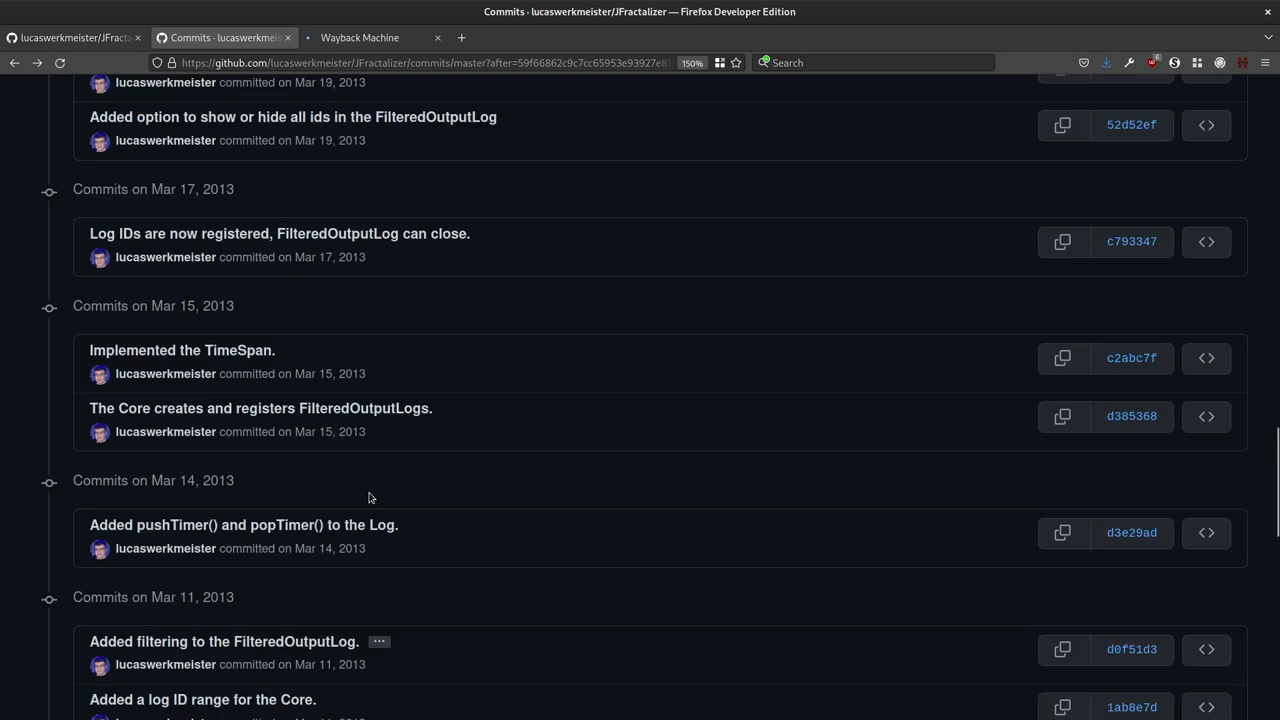 Commits · lucaswerkmeister/JFractalizer — Firefox Developer Edition
lucaswerkmeister/JFracta
Commits · lucaswerkmei
Wayback Machine
https://github.com/lucaswerkmeister/JFractalizer/commits/master?after=59f66862c9c7cc65953e93927e8
150%
Search
6
lucaswerkmeister committed on Mar 19, 2013
Added option to show or hide all ids in the FilteredOutputLog
lucaswerkmeister committed on Mar 19, 2013
52d52ef
Commits on Mar 17, 2013
Log IDs are now registered, FilteredOutputLog can close.
lucaswerkmeister committed on Mar 17, 2013
c793347
Commits on Mar 15, 2013
Implemented the TimeSpan.
lucaswerkmeister committed on Mar 15, 2013
c2abc7f
The Core creates and registers FilteredOutputLogs.
lucaswerkmeister committed on Mar 15, 2013
d385368
Commits on Mar 14, 2013
Added pushTimer() and popTimer() to the Log.
lucaswerkmeister committed on Mar 14, 2013
d3e29ad
Commits on Mar 11, 2013
Added filtering to the FilteredOutputLog. ...
lucaswerkmeister committed on Mar 11, 2013
d0f51d3
Added a log ID range for the Core.
1ab8e7d